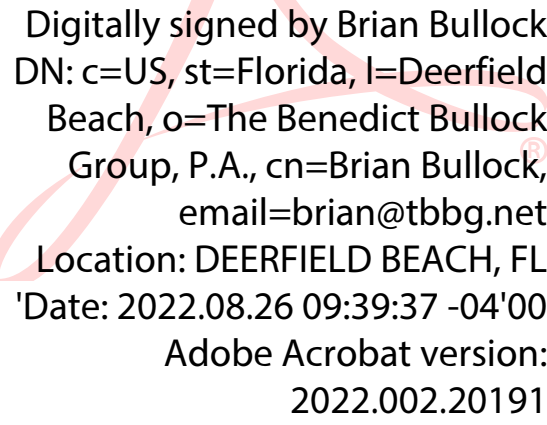 Digitally signed by Brian Bullock
DN: c=US, st=Florida, l=Deerfield
Beach, o=The Benedict Bullock
Group, P.A., cn=Brian Bullock,
email=brian@tbbg.net
Location: DEERFIELD BEACH, FL
'Date: 2022.08.26 09:39:37 -04'00
Adobe Acrobat version:
2022.002.20191
®